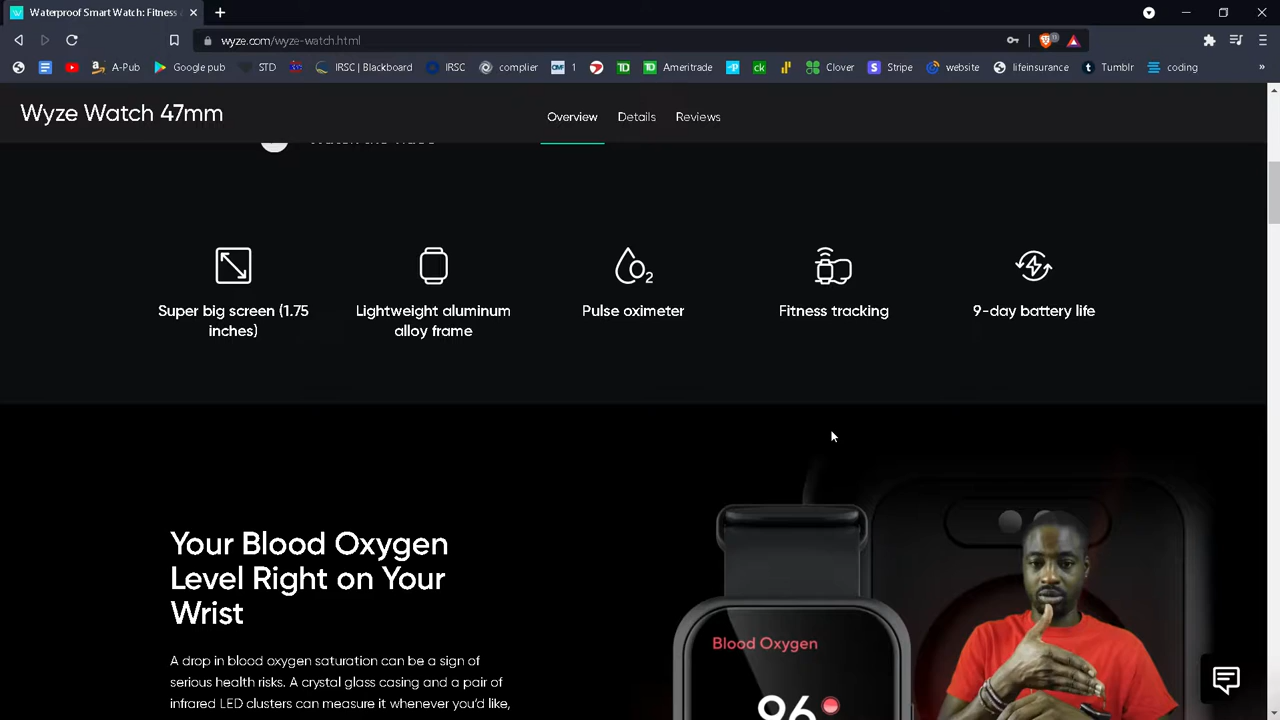 Waterproof Smart Watch: Fitness
wyze.com/wyze-watch.html
15
A-Pub
Google pub
STD
IRSC | Blackboard
IRSC
complier
1
Ameritrade
Clover
Stripe
website
lifeinsurance
Tumblr
coding
»
Wyze Watch 47mm
Overview
Details
Reviews
Super big screen (1.75
inches)
Lightweight aluminum
alloy frame
O2
Pulse oximeter
Fitness tracking
9-day battery life
Your Blood Oxygen
Level Right on Your
Wrist
A drop in blood oxygen saturation can be a sign of
serious health risks. A crystal glass casing and a pair of
infrared LED clusters can measure it whenever you'd like,
Blood Oxygen
96